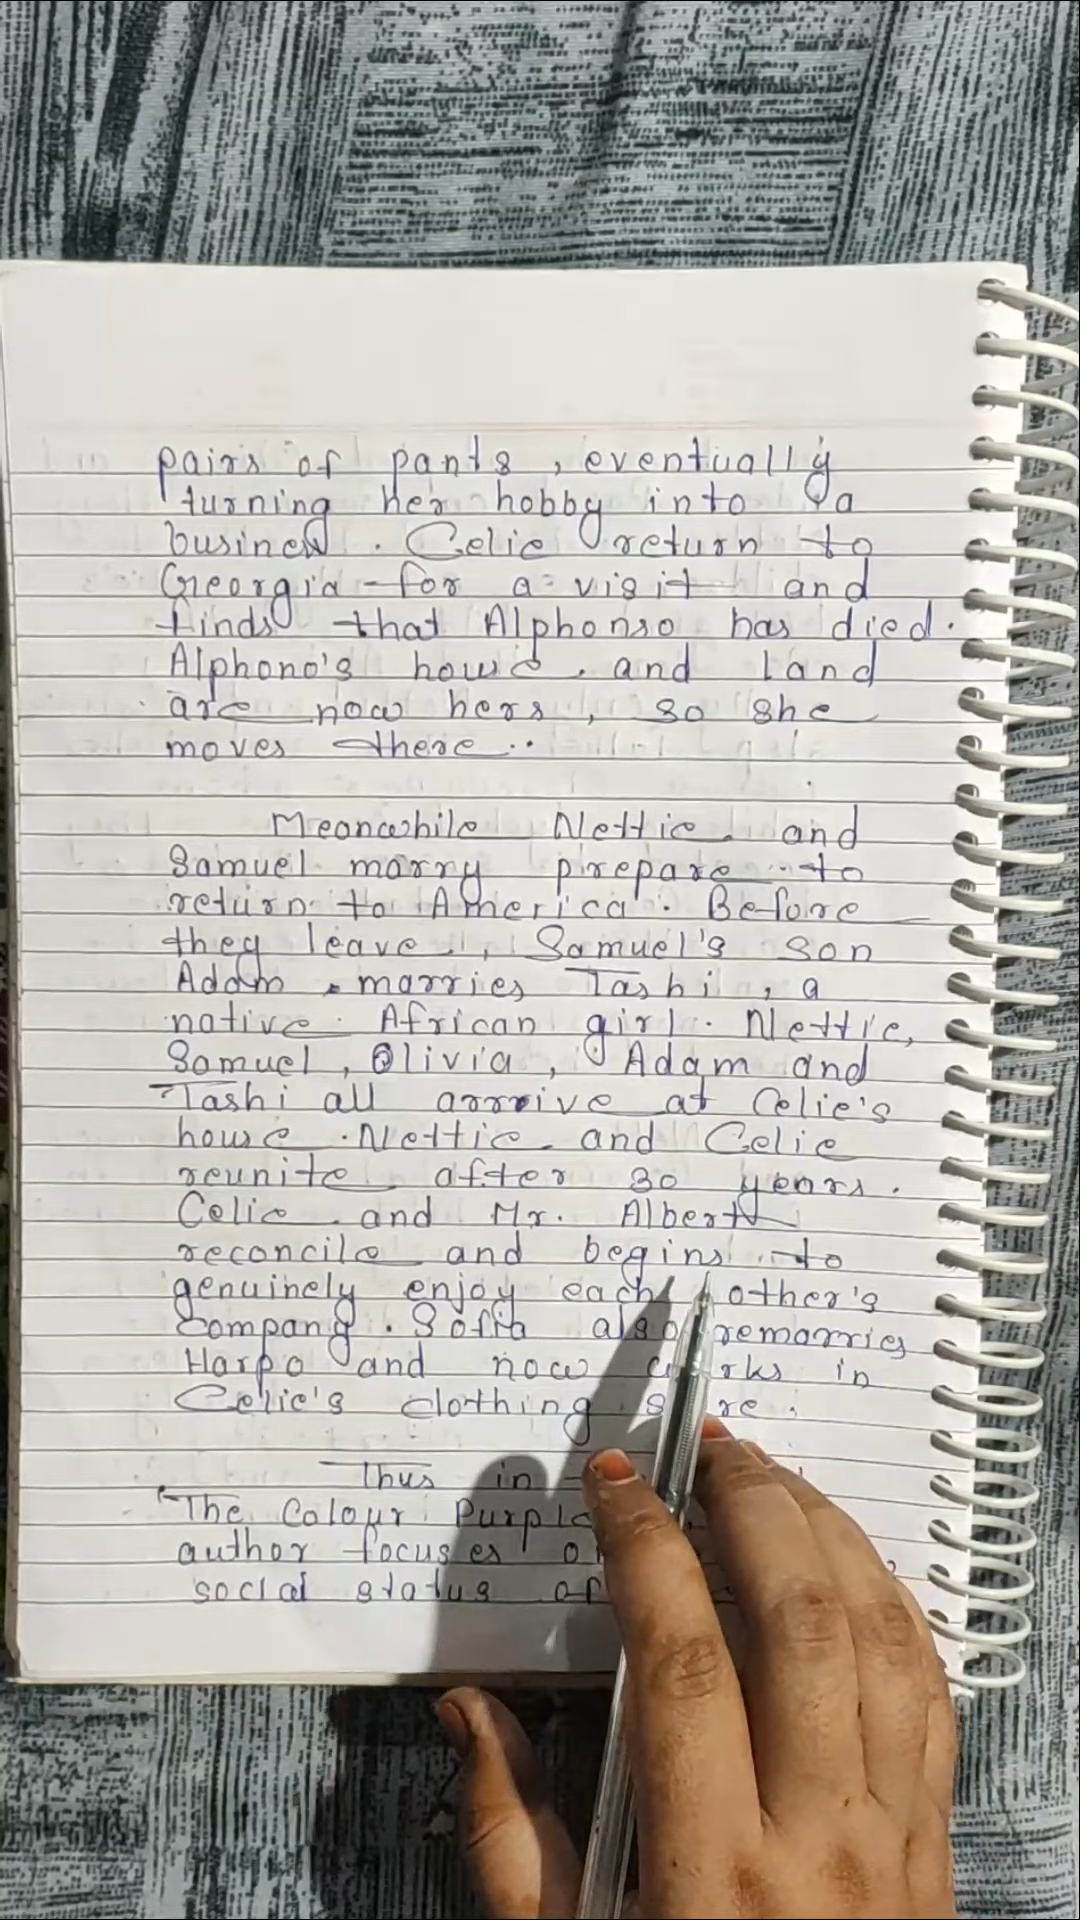 pairs of pants, eventually
turning her hobby into a
business. Celie return to
Georgia for a visit and
finds that Alphonso has died.
Alphono's house and land
are now hers, so she
moves there..
Meanwhile Nettie and
Samuel marry prepare to
return to America. Before
they leave, Samuel's son
Adam marries Tashi, a
native African girl. Nettie,
Samuel, Olivia, Adam and
Tashi all arrive at Celie's
house. Nettie and Celie
reunite after 30 years.
Celie and Mr. Albert
reconcile and begins to
genuinely enjoy each other's
company. Sofia also remarries
Harpo and now in
Celie's clothing
Thus in
"The Colour Purple
author focuses
social status of